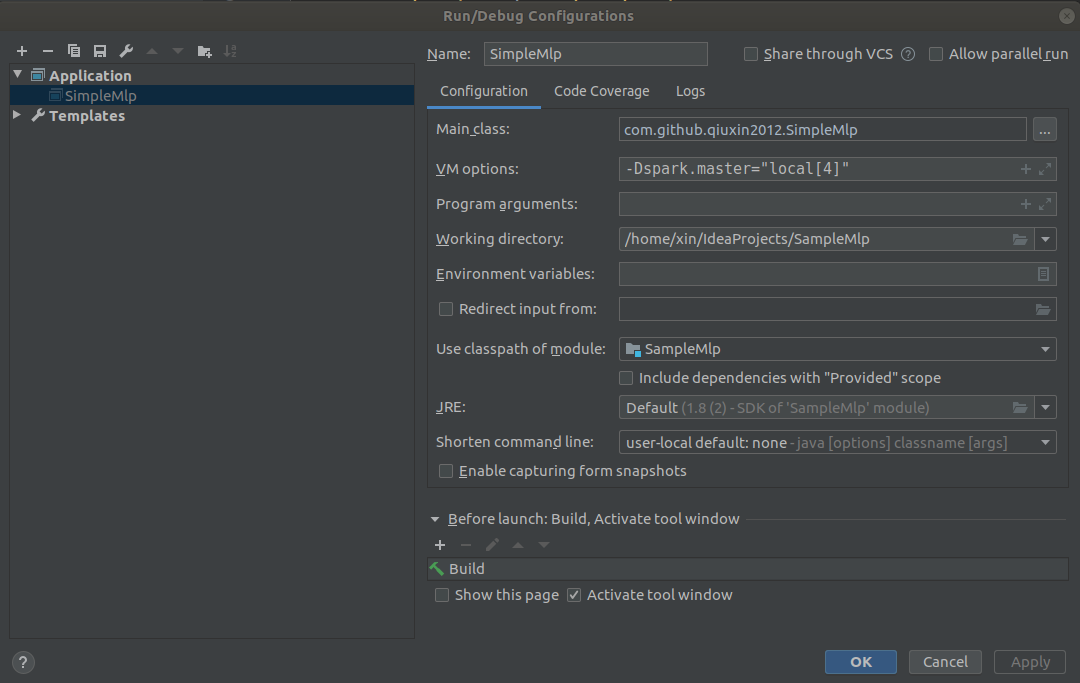 Run/Debug Configurations
Name: SimpleMlp Share through VCS ? Allow parallel run
Application
SimpleMlp
Templates
Configuration Code Coverage Logs
Main class: com.github.qiuxin2012.SimpleMlp ...
VM options: -Dspark.master="local[4]"
Program arguments:
Working directory: /home/xin/IdeaProjects/SampleMlp
Environment variables:
Redirect input from:
Use classpath of module: SampleMlp
Include dependencies with "Provided" scope
JRE: Default (1.8 (2) - SDK of 'SampleMlp' module)
Shorten command line: user-local default: none - java [options] classname [args]
Enable capturing form snapshots
Before launch: Build, Activate tool window
Build
Show this page Activate tool window
? OK Cancel Apply